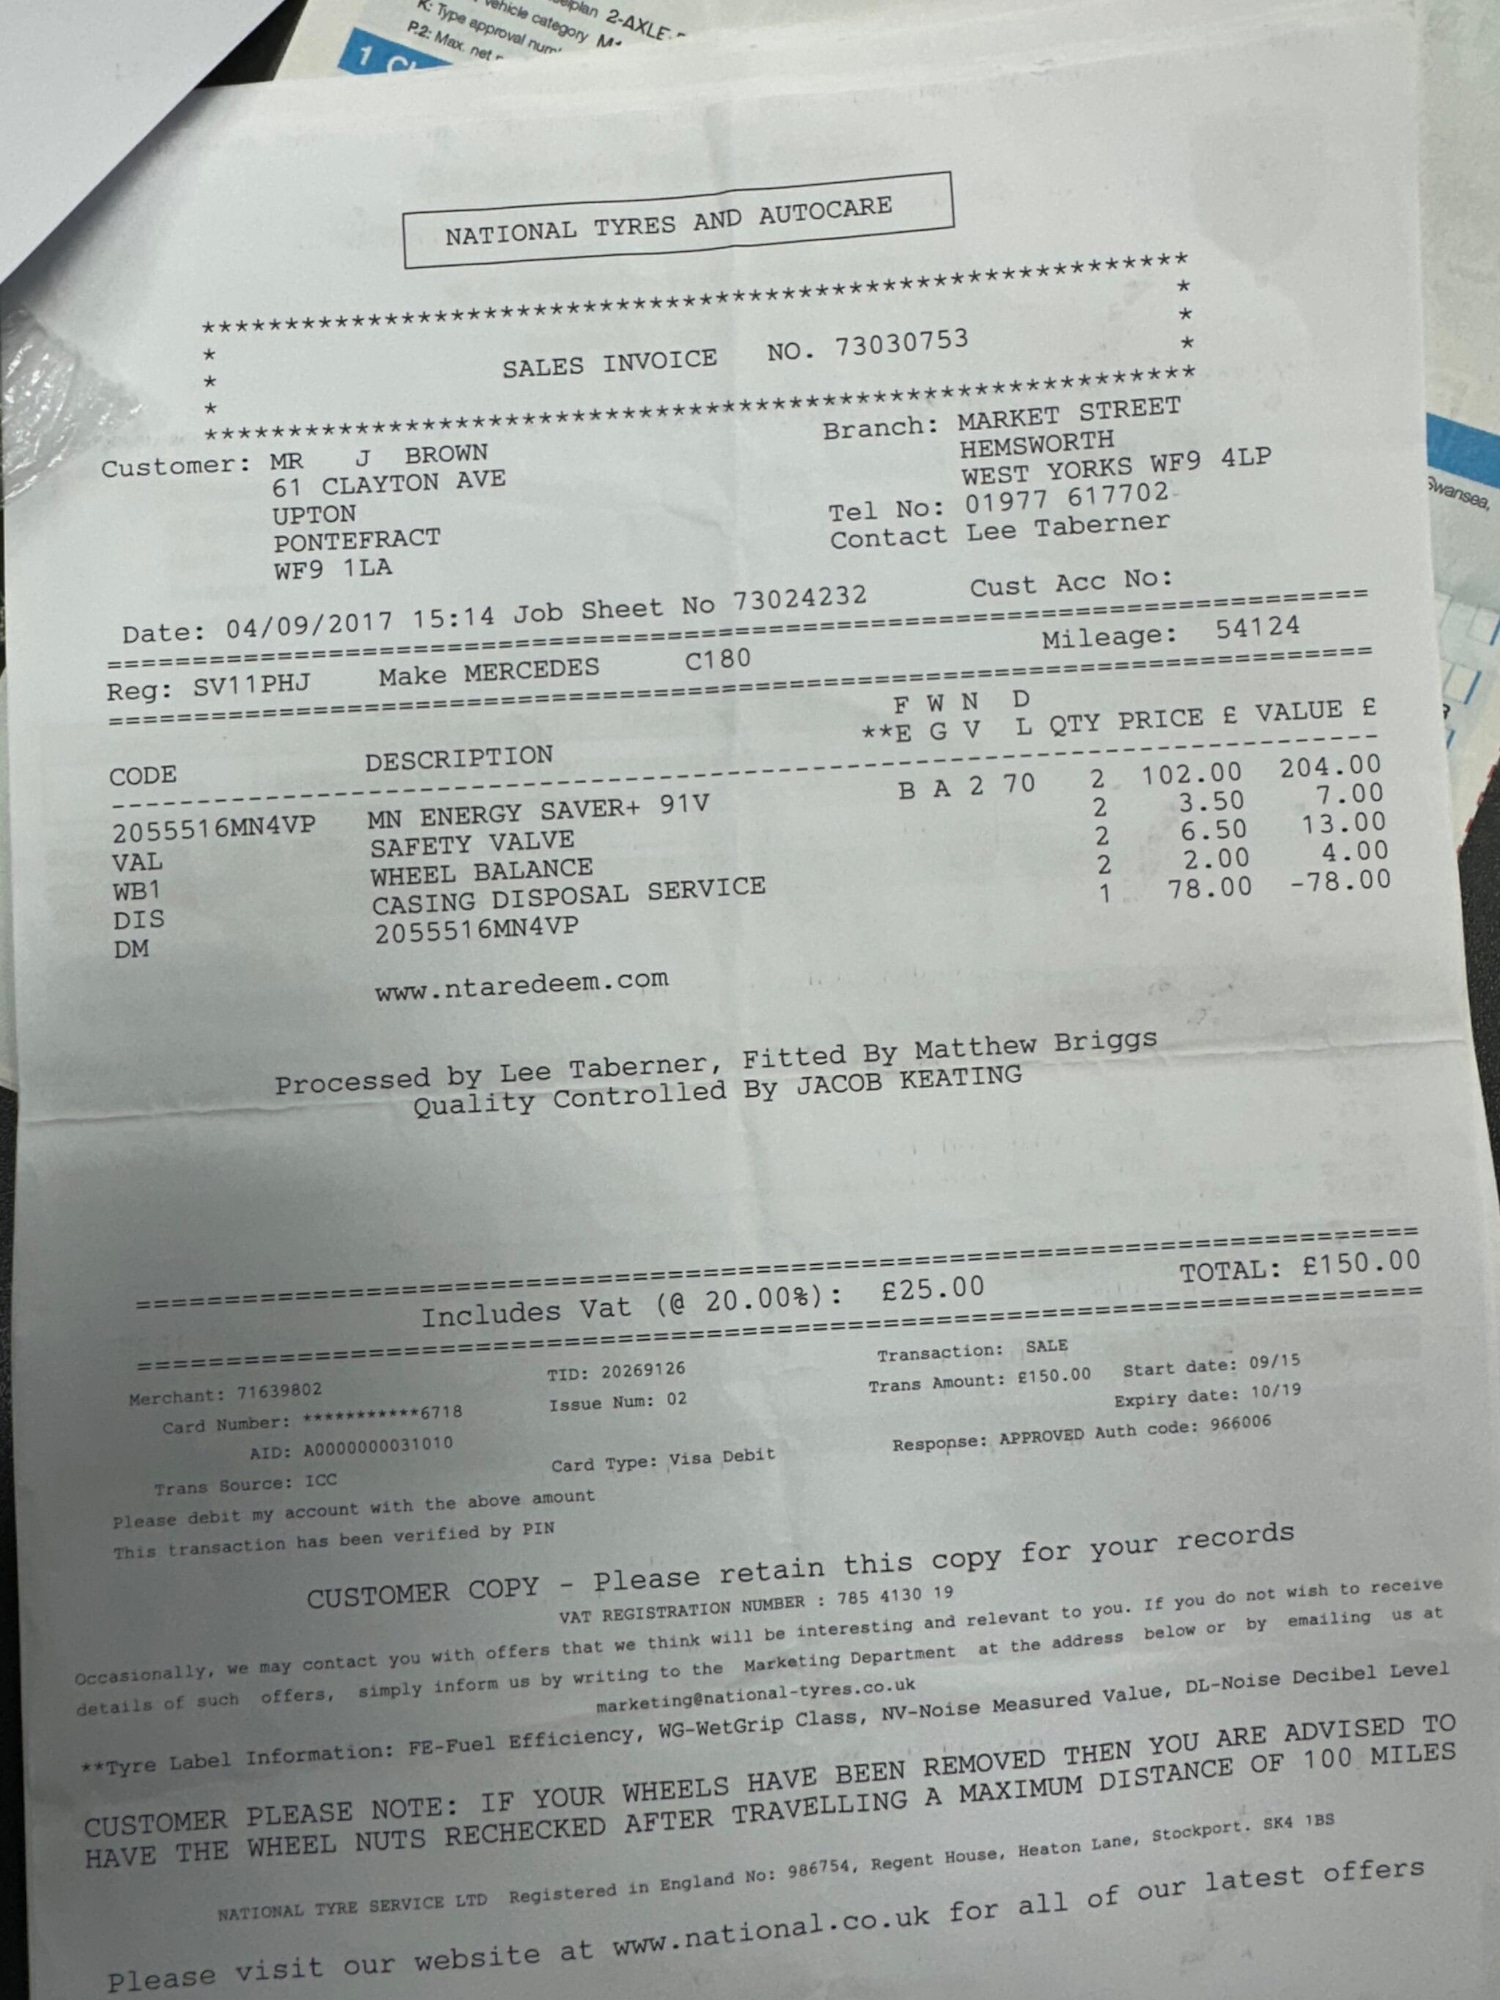 2-AXLE
vehicle category
K: Type approval
P.2: Max. net
1
NATIONAL TYRES AND AUTOCARE
************************************************************
* *
* SALES INVOICE NO. 73030753 *
* *
************************************************************
Customer: MR J BROWN Branch: MARKET STREET
61 CLAYTON AVE HEMSWORTH
UPTON WEST YORKS WF9 4LP
PONTEFRACT Tel No: 01977 617702
WF9 1LA Contact Lee Taberner
Date: 04/09/2017 15:14 Job Sheet No 73024232 Cust Acc No:
==========================================================================
Reg: SV11PHJ Make MERCEDES C180 Mileage: 54124
==========================================================================
F W N D
CODE DESCRIPTION **E G V L QTY PRICE £ VALUE £
--------------------------------------------------------------------------
2055516MN4VP MN ENERGY SAVER+ 91V B A 2 70 2 102.00 204.00
VAL SAFETY VALVE 2 3.50 7.00
WB1 WHEEL BALANCE 2 6.50 13.00
DIS CASING DISPOSAL SERVICE 2 2.00 4.00
DM 2055516MN4VP 1 78.00 -78.00
www.ntaredeem.com
Processed by Lee Taberner, Fitted By Matthew Briggs
Quality Controlled By JACOB KEATING
==========================================================================
Includes Vat (@ 20.00%): £25.00 TOTAL: £150.00
==========================================================================
Merchant: 71639802 TID: 20269126 Transaction: SALE
Card Number: ***********6718 Issue Num: 02 Trans Amount: £150.00 Start date: 09/15
AID: A0000000031010 Expiry date: 10/19
Trans Source: ICC Card Type: Visa Debit Response: APPROVED Auth code: 966006
Please debit my account with the above amount
This transaction has been verified by PIN
CUSTOMER COPY - Please retain this copy for your records
VAT REGISTRATION NUMBER : 785 4130 19
Occasionally, we may contact you with offers that we think will be interesting and relevant to you. If you do not wish to receive
details of such offers, simply inform us by writing to the Marketing Department at the address below or by emailing us at
marketing@national-tyres.co.uk
**Tyre Label Information: FE-Fuel Efficiency, WG-WetGrip Class, NV-Noise Measured Value, DL-Noise Decibel Level
CUSTOMER PLEASE NOTE: IF YOUR WHEELS HAVE BEEN REMOVED THEN YOU ARE ADVISED TO
HAVE THE WHEEL NUTS RECHECKED AFTER TRAVELLING A MAXIMUM DISTANCE OF 100 MILES
NATIONAL TYRE SERVICE LTD Registered in England No: 986754, Regent House, Heaton Lane, Stockport. SK4 1BS
Please visit our website at www.national.co.uk for all of our latest offers
Swansea,